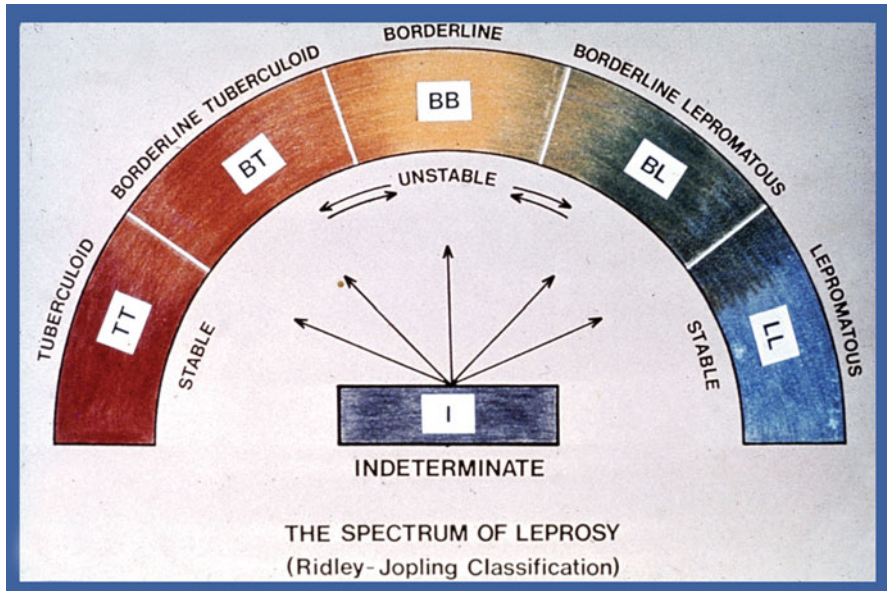 BORDERLINE
BORDERLINE TUBERCULOID
BORDERLINE LEPROMATOUS
BB
BT
BL
UNSTABLE
TUBERCULOID
LEPROMATOUS
TT
LL
STABLE
STABLE
I
INDETERMINATE
THE SPECTRUM OF LEPROSY
(Ridley-Jopling Classification)